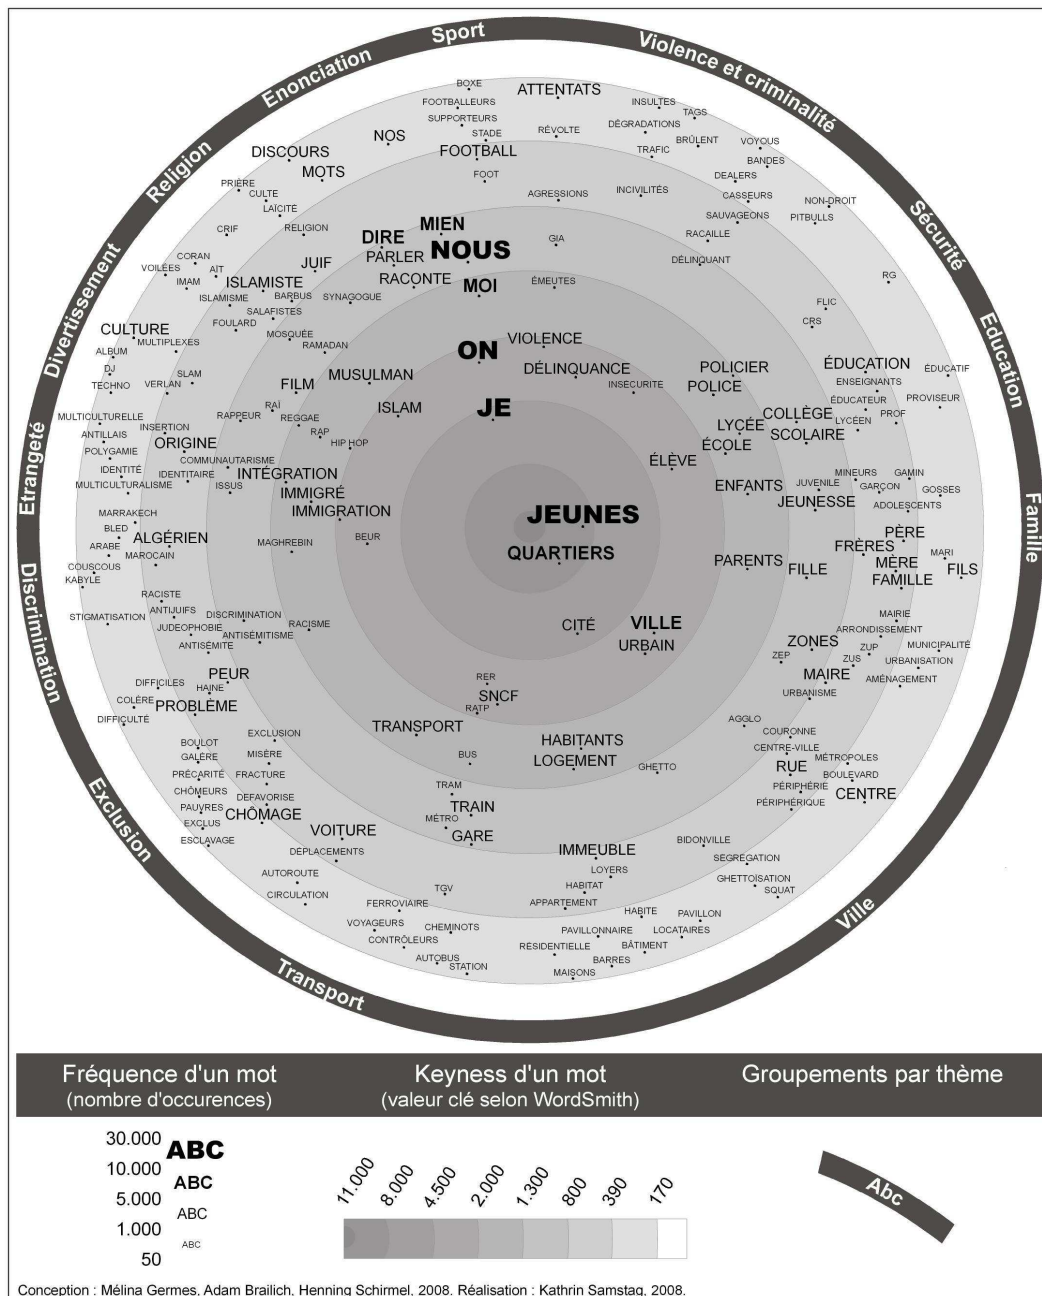 Sport
Violence et criminalité
Enonciation
Sécurité
Religion
Divertissement
Education
Etrangeté
Famille
Discrimination
Exclusion
Ville
Transport
BOXE
ATTENTATS
FOOTBALLEURS
INSULTES
TAGS
SUPPORTEURS
DÉGRADATIONS
NOS
STADE
RÉVOLTE
BRÛLENT
VOYOUS
DISCOURS
FOOTBALL
TRAFIC
BANDES
MOTS
FOOT
DEALERS
PRIÈRE
CULTE
AGRESSIONS
INCIVILITÉS
CASSEURS
NON-DROIT
LAÏCITÉ
SAUVAGEONS
PITBULLS
CRIF
RELIGION
MIEN
DIRE
NOUS
GIA
RACAILLE
CORAN
JUIF
PARLER
DÉLINQUANT
VOILÉES
AÏT
IMAM
ISLAMISTE
RACONTE
MOI
ÉMEUTES
RG
ISLAMISME
BARBUS
SYNAGOGUE
FLIC
SALAFISTES
CRS
FOULARD
CULTURE
MULTIPLEXES
MOSQUÉE
RAMADAN
ON
VIOLENCE
ALBUM
DÉLINQUANCE
POLICIER
ÉDUCATION
ÉDUCATIF
DJ
SLAM
MUSULMAN
INSÉCURITE
POLICE
ENSEIGNANTS
TECHNO
VERLAN
FILM
PROVISEUR
RAÏ
ISLAM
JE
ÉDUCATEUR
MULTICULTURELLE
RAPPEUR
REGGAE
COLLÈGE
PROF
INSERTION
RAP
LYCÉE
LYCÉEN
ANTILLAIS
ORIGINE
HIP HOP
ÉCOLE
SCOLAIRE
POLYGAMIE
COMMUNAUTARISME
ÉLÈVE
IDENTITÉ
IDENTITAIRE
INTÉGRATION
MINEURS
GAMIN
MULTICULTURALISME
ISSUS
IMMIGRÉ
ENFANTS
JUVENILE
GARÇON
GOSSES
JEUNESSE
ADOLESCENTS
MARRAKECH
IMMIGRATION
JEUNES
BLED
ALGÉRIEN
BEUR
PÈRE
ARABE
MAROCAIN
MAGHREBIN
QUARTIERS
FRÈRES
MARI
COUSCOUS
PARENTS
FILLE
MÈRE
FILS
KABYLE
FAMILLE
RACISTE
STIGMATISATION
ANTIJUIFS
DISCRIMINATION
MAIRIE
JUDEOPHOBIE
RACISME
CITÉ
VILLE
ARRONDISSEMENT
ANTISÉMITE
ANTISÉMITISME
URBAIN
ZONES
ZUP
MUNICIPALITÉ
ZEP
ZUS
URBANISATION
PEUR
RER
MAIRE
AMÉNAGEMENT
DIFFICILES
HAINE
SNCF
URBANISME
COLÈRE
PROBLÈME
RATP
DIFFICULTÉ
TRANSPORT
AGGLO
COURONNE
BOULOT
EXCLUSION
HABITANTS
CENTRE-VILLE
GALÈRE
MISÈRE
BUS
LOGEMENT
GHETTO
RUE
MÉTROPOLES
PRÉCARITÉ
FRACTURE
BOULEVARD
CHÔMEURS
DEFAVORISE
TRAM
PÉRIPHÉRIE
CENTRE
PAUVRES
CHÔMAGE
TRAIN
PÉRIPHÉRIQUE
EXCLUS
VOITURE
MÉTRO
ESCLAVAGE
GARE
BIDONVILLE
DÉPLACEMENTS
IMMEUBLE
SEGRÉGATION
AUTOROUTE
LOYERS
GHETTOÏSATION
CIRCULATION
TGV
HABITAT
SQUAT
FERROVIAIRE
APPARTEMENT
HABITE
PAVILLON
VOYAGEURS
CHEMINOTS
PAVILLONNAIRE
LOCATAIRES
CONTRÔLEURS
RÉSIDENTIELLE
BÂTIMENT
AUTOBUS
STATION
BARRES
MAISONS
Fréquence d'un mot
(nombre d'occurences)
Keyness d'un mot
(valeur clé selon WordSmith)
Groupements par thème
30.000
10.000
5.000
1.000
50
ABC
ABC
ABC
ABC
11.000
8.000
4.500
2.000
1.300
800
390
170
Abc
Conception : Mélina Germes, Adam Brailich, Henning Schirmel, 2008. Réalisation : Kathrin Samstag, 2008.